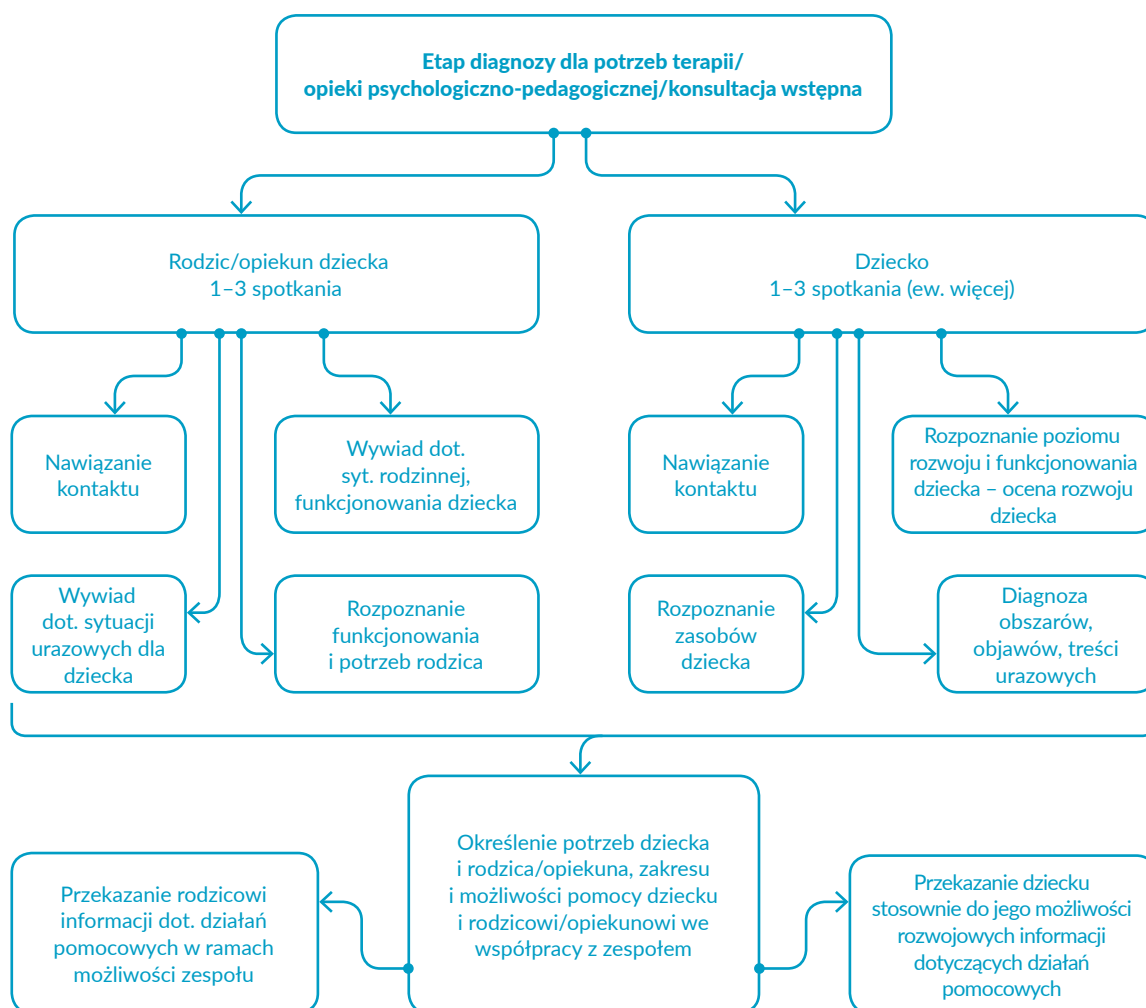 Etap diagnozy dla potrzeb terapii/
opieki psychologiczno-pedagogicznej/konsultacja wstępna
Rodzic/opiekun dziecka
1–3 spotkania
Dziecko
1–3 spotkania (ew. więcej)
Nawiązanie
kontaktu
Wywiad dot.
syt. rodzinnej,
funkcjonowania dziecka
Nawiązanie
kontaktu
Rozpoznanie poziomu
rozwoju i funkcjonowania
dziecka – ocena rozwoju
dziecka
Wywiad
dot. sytuacji
urazowych dla
dziecka
Rozpoznanie
funkcjonowania
i potrzeb rodzica
Rozpoznanie
zasobów
dziecka
Diagnoza
obszarów,
objawów, treści
urazowych
Określenie potrzeb dziecka
i rodzica/opiekuna, zakresu
i możliwości pomocy dziecku
i rodzicowi/opiekunowi we
współpracy z zespołem
Przekazanie rodzicowi
informacji dot. działań
pomocowych w ramach
możliwości zespołu
Przekazanie dziecku
stosownie do jego możliwości
rozwojowych informacji
dotyczących działań
pomocowych